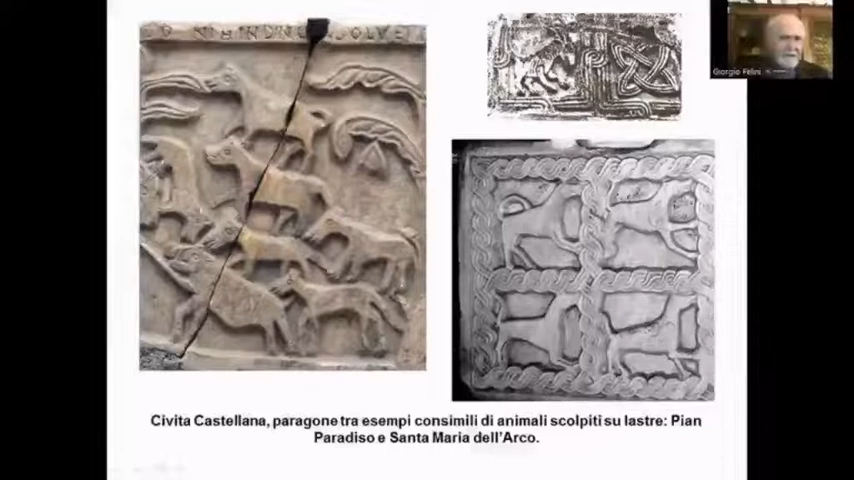 Giorgio Felini
Civita Castellana, paragone tra esempi consimili di animali scolpiti su lastre: Pian
Paradiso e Santa Maria dell'Arco.